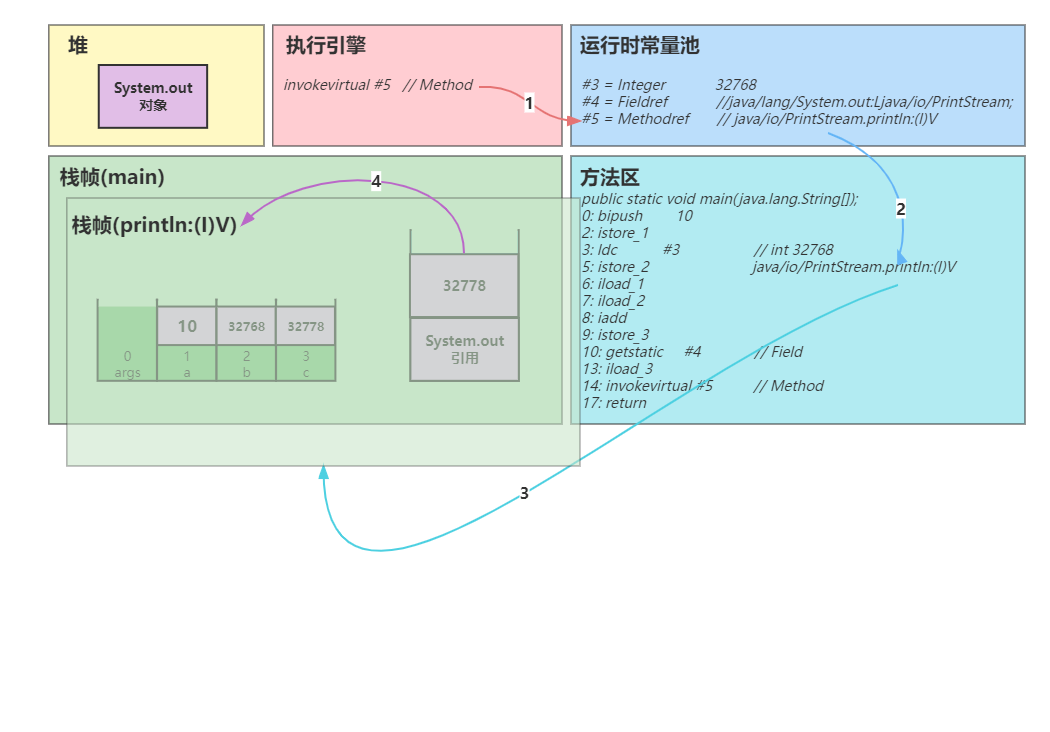 堆
System.out
对象
执行引擎
invokevirtual #5 // Method
运行时常量池
#3 = Integer 32768
#4 = Fieldref //java/lang/System.out:Ljava/io/PrintStream;
#5 = Methodref // java/io/PrintStream.println:(I)V
1
2
栈帧(main)
4
栈帧(println:(I)V)
32778
System.out
引用
10
32768
32778
0
args
1
a
2
b
3
c
方法区
public static void main(java.lang.String[]);
0: bipush 10
2: istore_1
3: ldc #3 // int 32768
5: istore_2 java/io/PrintStream.println:(I)V
6: iload_1
7: iload_2
8: iadd
9: istore_3
10: getstatic #4 // Field
13: iload_3
14: invokevirtual #5 // Method
17: return
3